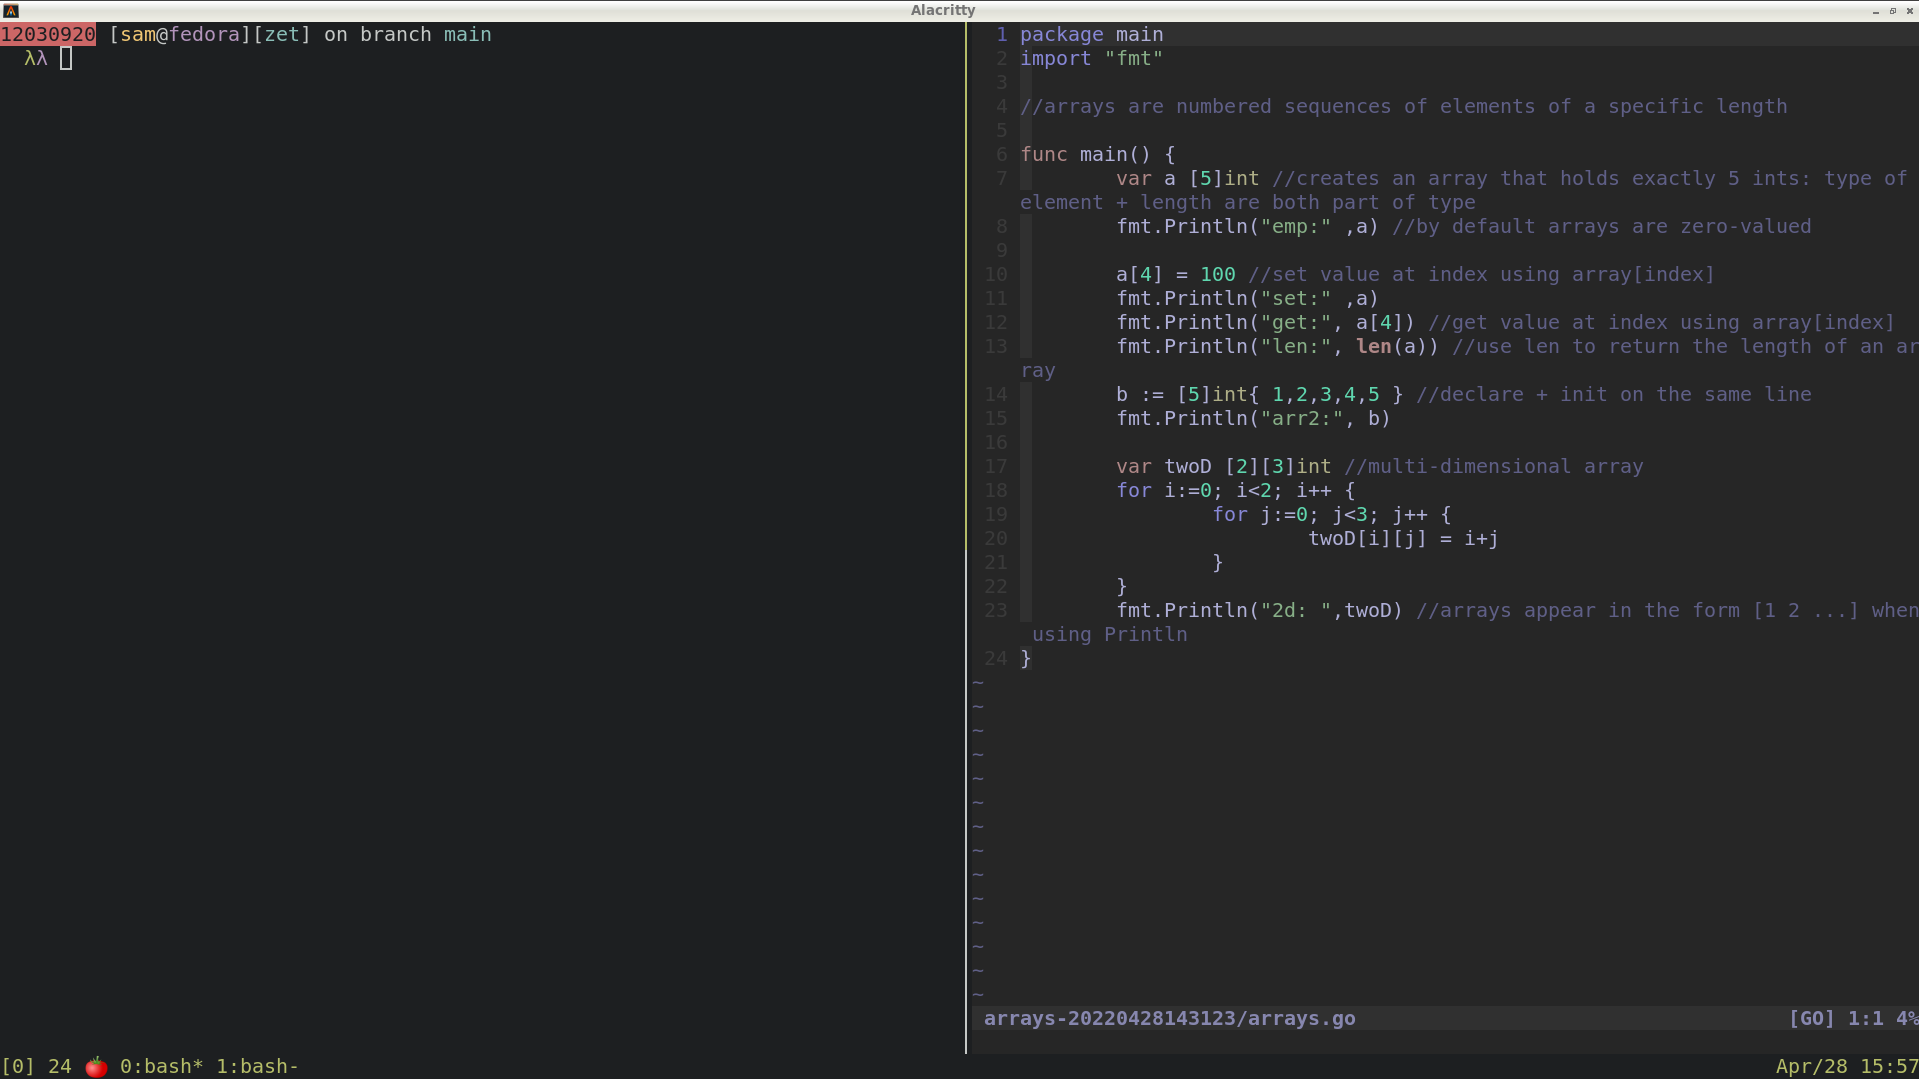 Alacritty
12030920 [sam@fedora][zet] on branch main
λλ
1 package main
2 import "fmt"
3
4 //arrays are numbered sequences of elements of a specific length
5
6 func main() {
7 var a [5]int //creates an array that holds exactly 5 ints: type of
element + length are both part of type
8 fmt.Println("emp:" ,a) //by default arrays are zero-valued
9
10 a[4] = 100 //set value at index using array[index]
11 fmt.Println("set:" ,a)
12 fmt.Println("get:", a[4]) //get value at index using array[index]
13 fmt.Println("len:", len(a)) //use len to return the length of an ar
ray
14 b := [5]int{ 1,2,3,4,5 } //declare + init on the same line
15 fmt.Println("arr2:", b)
16
17 var twoD [2][3]int //multi-dimensional array
18 for i:=0; i<2; i++ {
19 for j:=0; j<3; j++ {
20 twoD[i][j] = i+j
21 }
22 }
23 fmt.Println("2d: ",twoD) //arrays appear in the form [1 2 ...] when
using Println
24 }
~
~
~
~
~
~
~
~
~
~
~
~
~
~
arrays-20220428143123/arrays.go [GO] 1:1 4%
[0] 24 🍅 0:bash* 1:bash- Apr/28 15:57